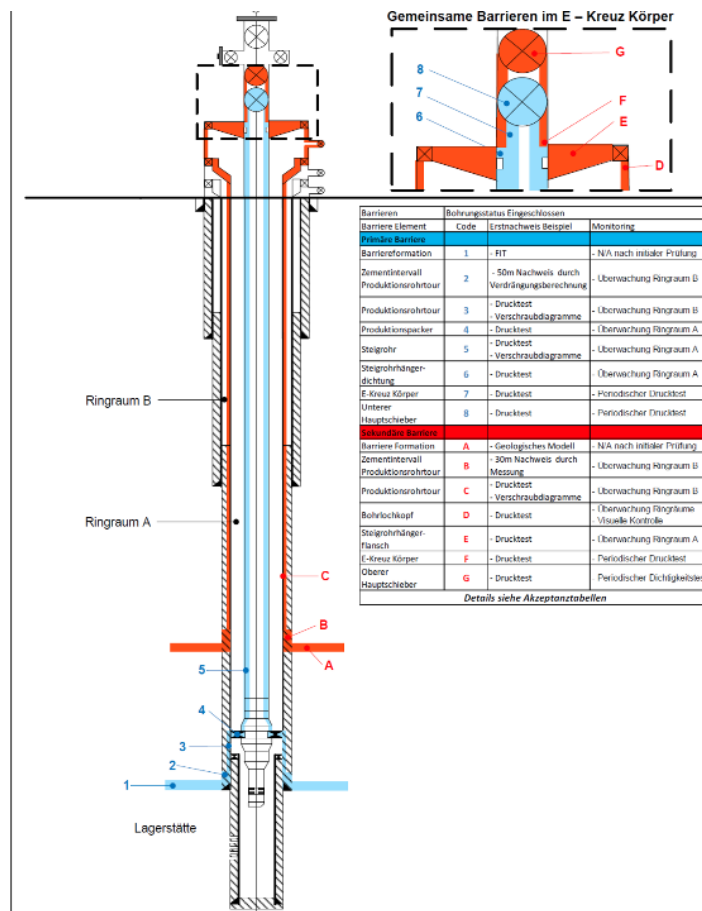 Gemeinsame Barrieren im E – Kreuz Körper
G
8
7
F
6
E
D
Barrieren Bohrungsstatus Eingeschlossen
Barriere Element Code Erstnachweis Beispiel Monitoring
Primäre Barriere
Barriereformation 1 - FIT - N/A nach initialer Prüfung
Zementintervall
Produktionsrohrtour 2 - 50m Nachweis durch
Verdrängungsberechnung - Überwachung Ringraum B
Produktionsrohrtour 3 - Drucktest
- Verschraubdiagramme - Überwachung Ringraum B
Produktionspacker 4 - Drucktest - Überwachung Ringraum A
Steigrohr 5 - Drucktest
- Verschraubdiagramme - Überwachung Ringraum A
Steigrohrhänger-
dichtung 6 - Drucktest - Überwachung Ringraum A
E-Kreuz Körper 7 - Drucktest - Periodischer Drucktest
Unterer
Hauptschieber 8 - Drucktest - Periodischer Drucktest
Sekundäre Barriere
Barriere Formation A - Geologisches Modell - N/A nach initialer Prüfung
Zementintervall
Produktionsrohrtour B - 30m Nachweis durch
Messung - Überwachung Ringraum B
Produktionsrohrtour C - Drucktest
- Verschraubdiagramme - Überwachung Ringraum B
Bohrlochkopf D - Drucktest - Überwachung Ringräume
- Visuelle Kontrolle
Steigrohrhänger-
flansch E - Drucktest - Überwachung Ringraum A
E-Kreuz Körper F - Drucktest - Periodischer Drucktest
Oberer
Hauptschieber G - Drucktest - Periodischer Dichtigkeitstes
Details siehe Akzeptanztabellen
Ringraum B
Ringraum A
C
B
A
5
4
3
2
1
Lagerstätte